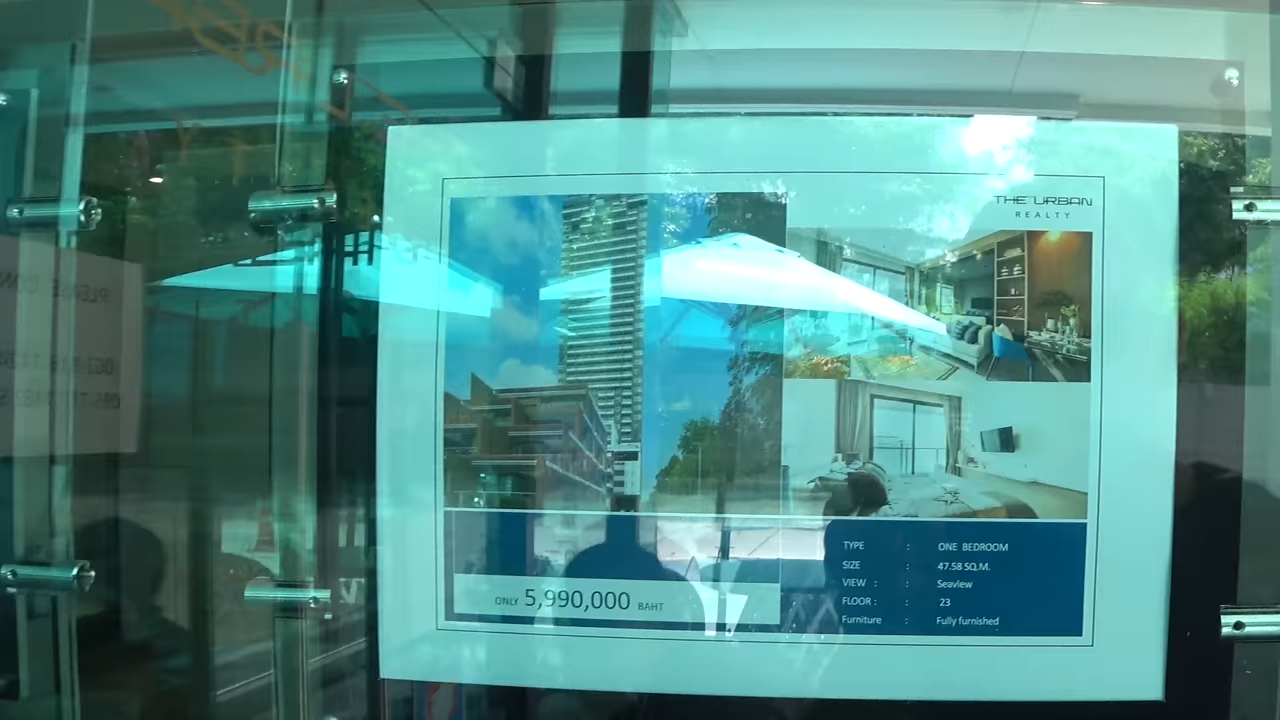 THE URBAN
REALTY
TYPE : ONE BEDROOM
SIZE : 47.58 SQ.M.
VIEW : : Seaview
FLOOR : : 23
Furniture : Fully furnished
ONLY 5,990,000 BAHT